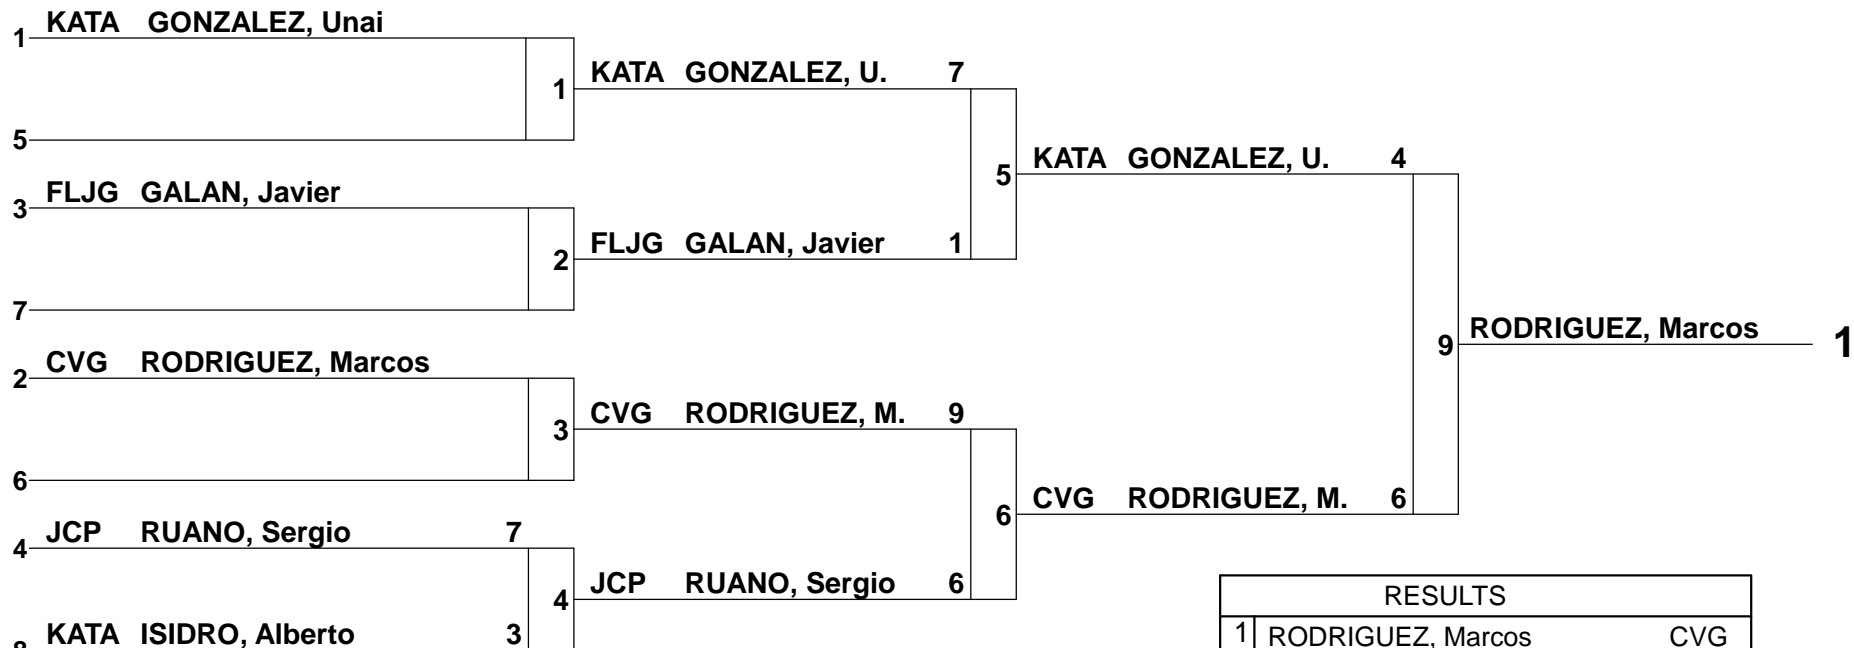 1 KATA GONZALEZ, Unai
1 KATA GONZALEZ, U. 7
5
5 KATA GONZALEZ, U. 4
3 FLJG GALAN, Javier
2 FLJG GALAN, Javier 1
7
9 RODRIGUEZ, Marcos 1
2 CVG RODRIGUEZ, Marcos
3 CVG RODRIGUEZ, M. 9
6
6 CVG RODRIGUEZ, M. 6
4 JCP RUANO, Sergio 7
4 JCP RUANO, Sergio 6
RESULTS
8 KATA ISIDRO, Alberto 3
1 RODRIGUEZ, Marcos CVG